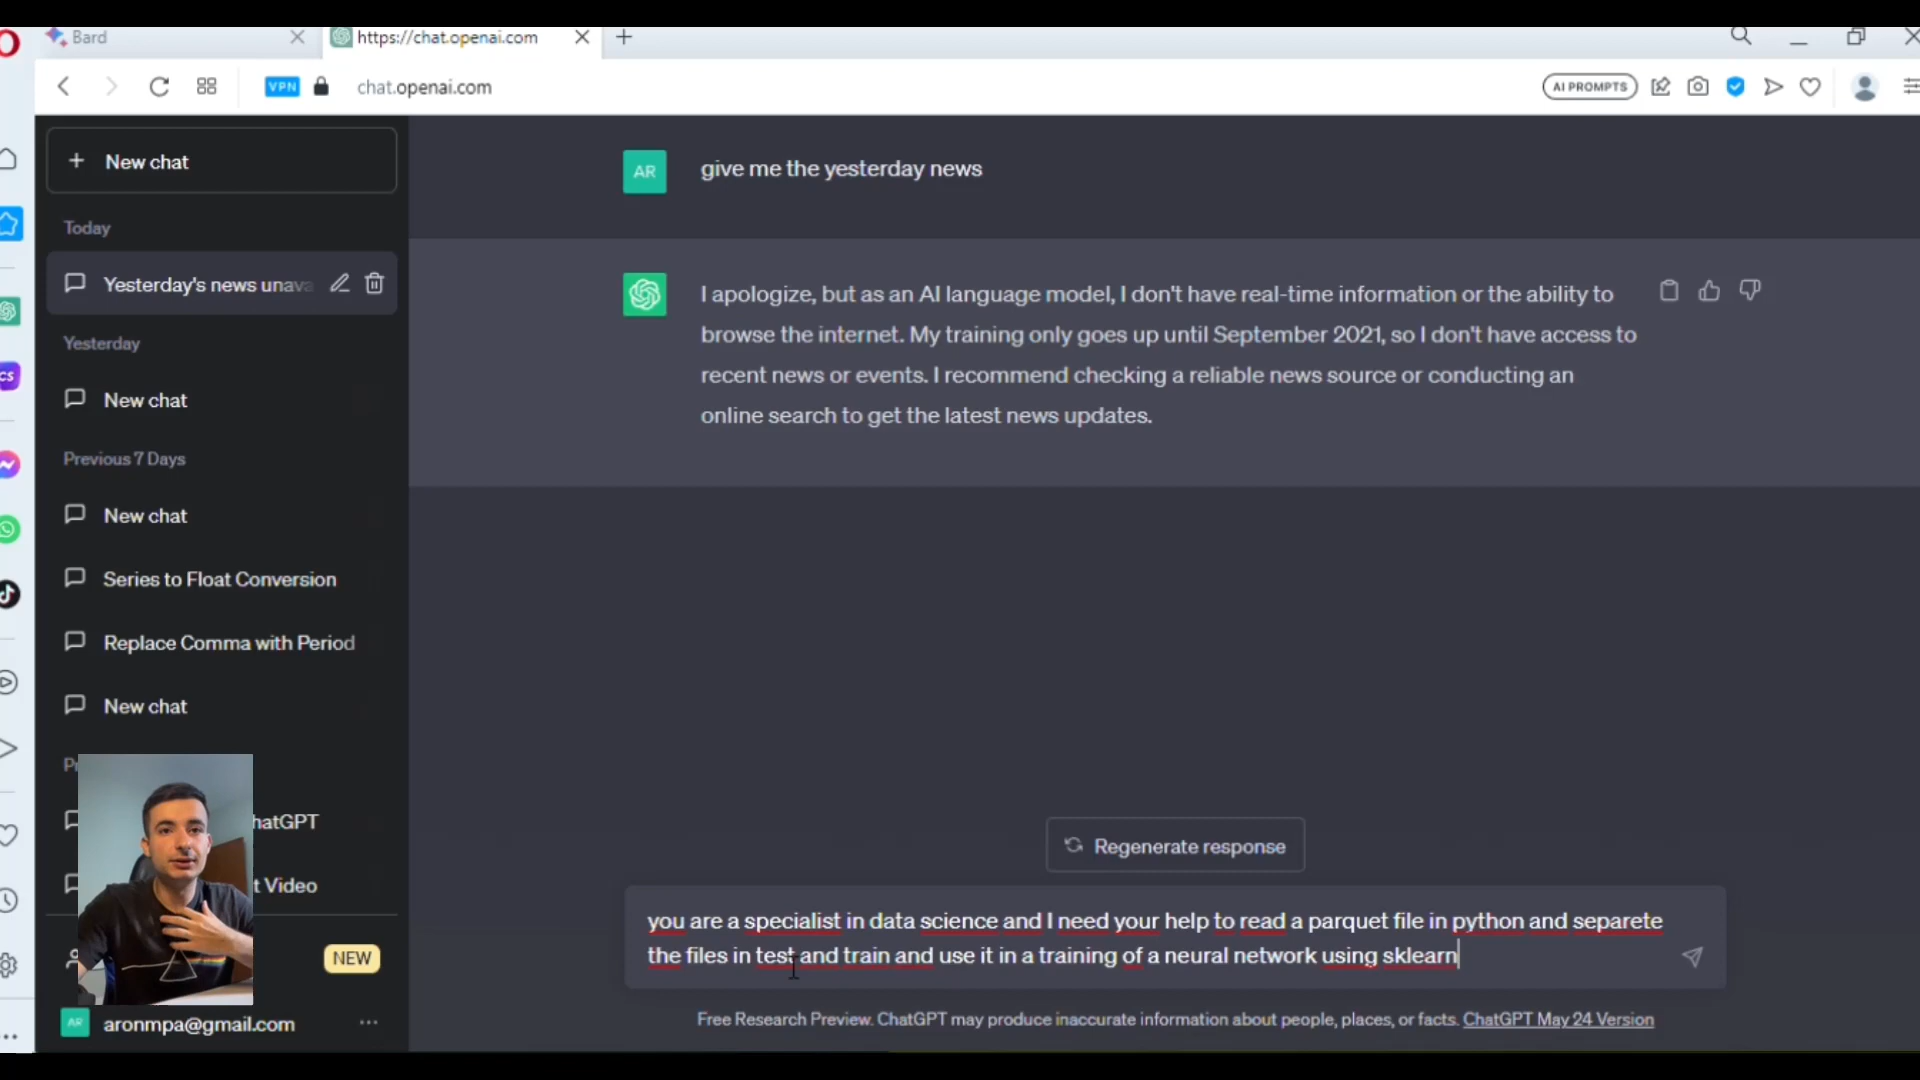 Bard
https://chat.openai.com
VPN
chat.openai.com
AI PROMPTS
New chat
Today
Yesterday's news unava
Yesterday
New chat
Previous 7 Days
New chat
Series to Float Conversion
Replace Comma with Period
New chat
hatGPT
t Video
NEW
AR
aronmpa@gmail.com
AR
give me the yesterday news
I apologize, but as an AI language model, I don't have real-time information or the ability to
browse the internet. My training only goes up until September 2021, so I don't have access to
recent news or events. I recommend checking a reliable news source or conducting an
online search to get the latest news updates.
Regenerate response
you are a specialist in data science and I need your help to read a parquet file in python and separete
the files in test and train and use it in a training of a neural network using sklearn
Free Research Preview. ChatGPT may produce inaccurate information about people, places, or facts. ChatGPT May 24 Version